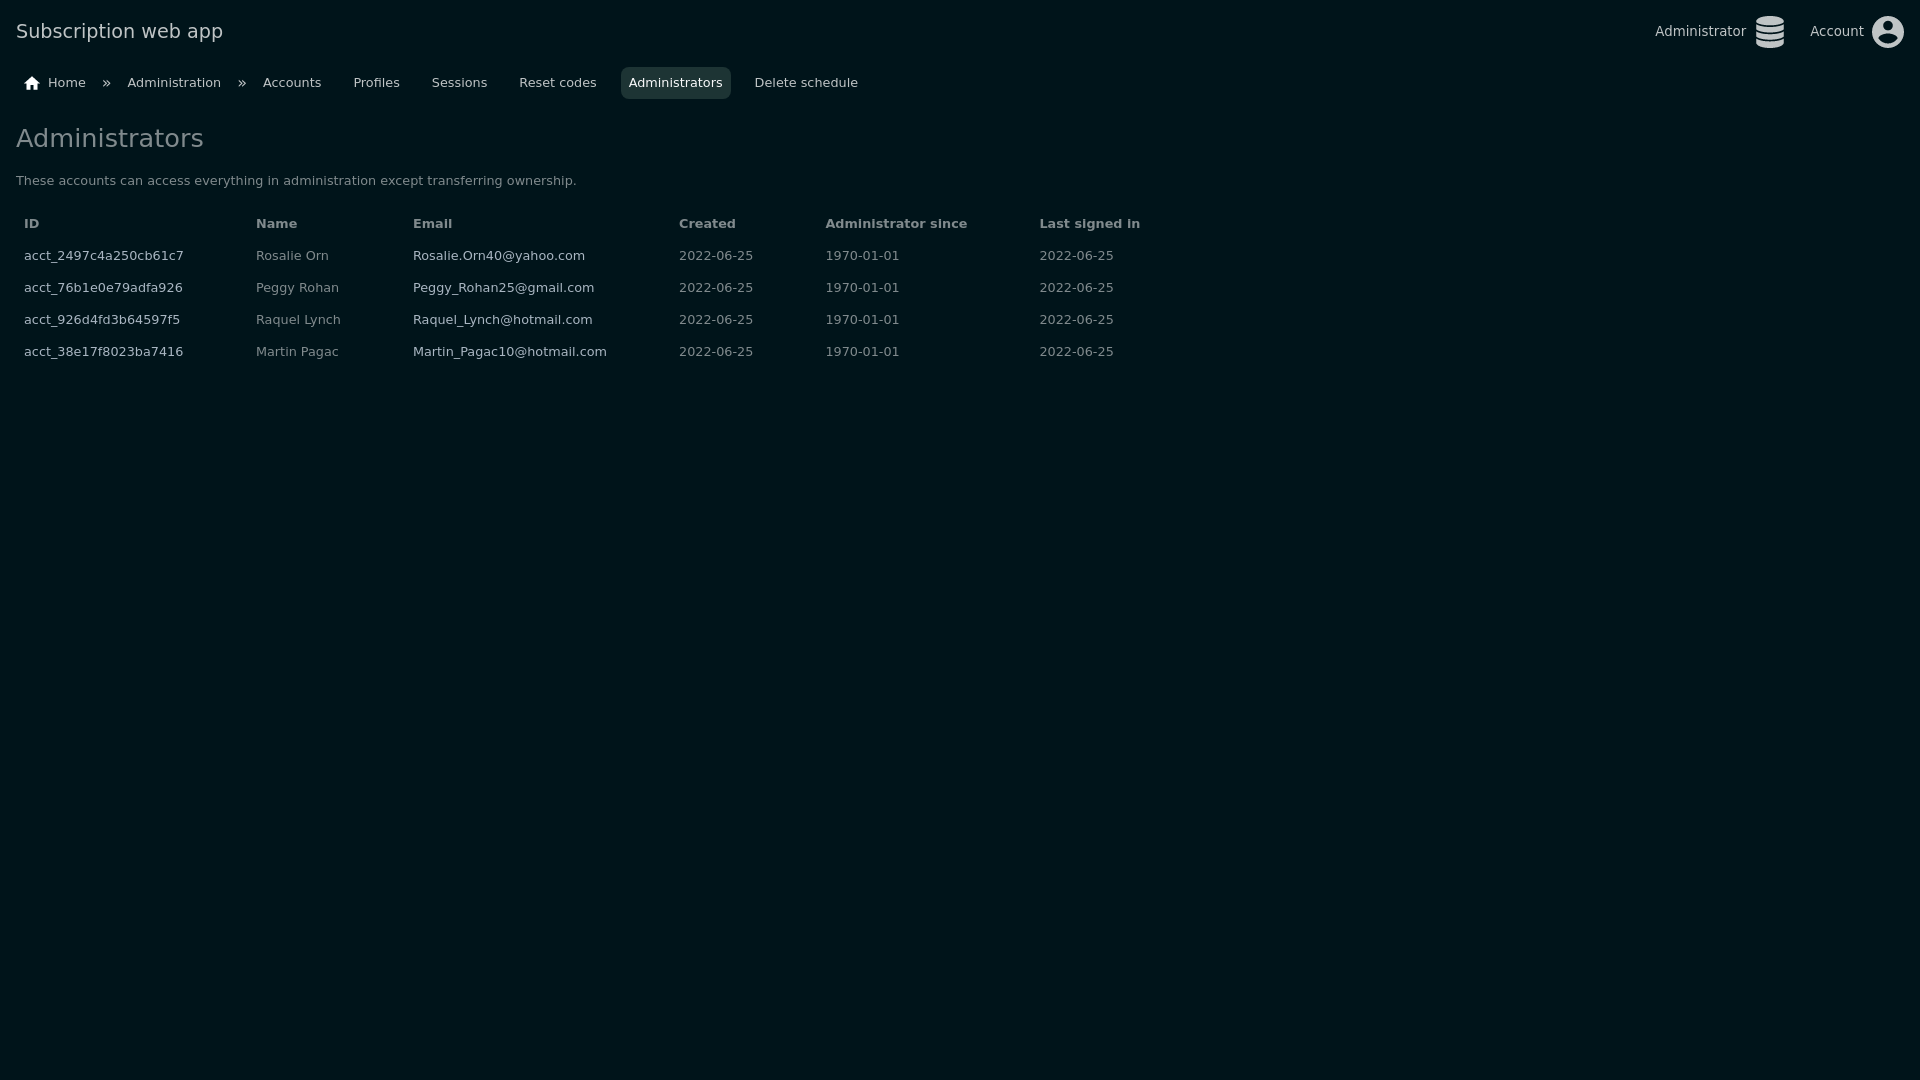 Subscription web app
Administrator Account
Home » Administration » Accounts Profiles Sessions Reset codes Administrators Delete schedule
Administrators
These accounts can access everything in administration except transferring ownership.
ID Name Email Created Administrator since Last signed in
acct_2497c4a250cb61c7 Rosalie Orn Rosalie.Orn40@yahoo.com 2022-06-25 1970-01-01 2022-06-25
acct_76b1e0e79adfa926 Peggy Rohan Peggy_Rohan25@gmail.com 2022-06-25 1970-01-01 2022-06-25
acct_926d4fd3b64597f5 Raquel Lynch Raquel_Lynch@hotmail.com 2022-06-25 1970-01-01 2022-06-25
acct_38e17f8023ba7416 Martin Pagac Martin_Pagac10@hotmail.com 2022-06-25 1970-01-01 2022-06-25